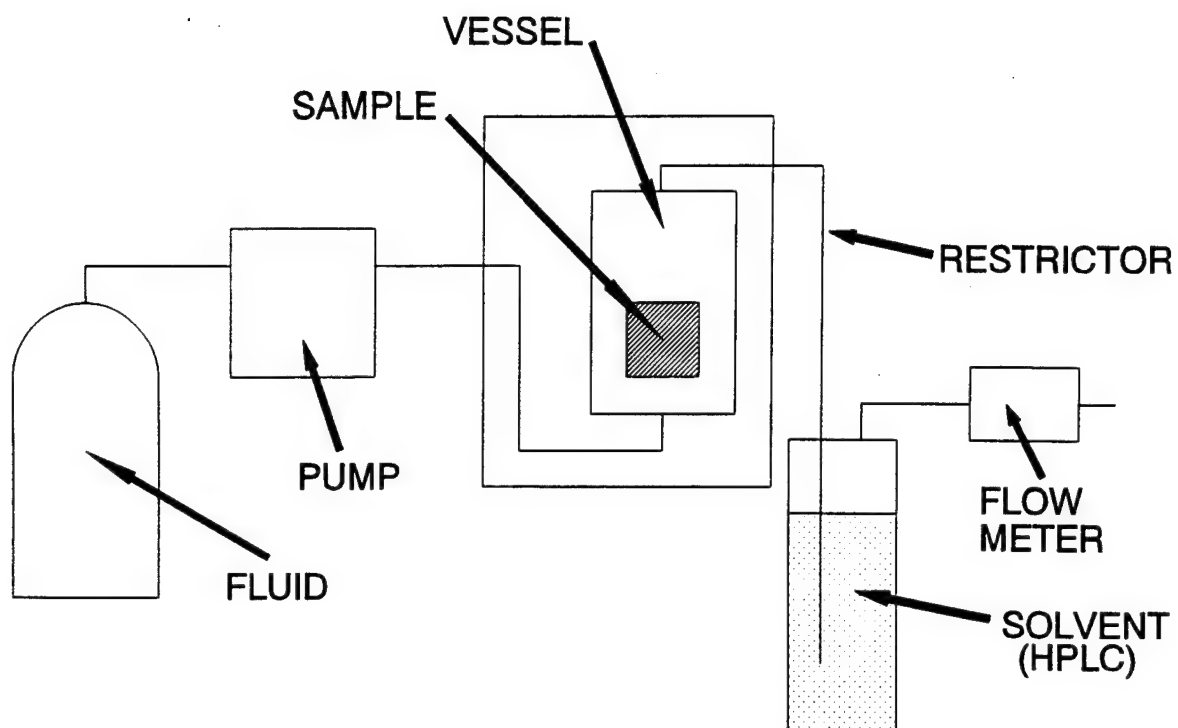 VESSEL
SAMPLE
RESTRICTOR
PUMP
FLOW
METER
FLUID
SOLVENT
(HPLC)